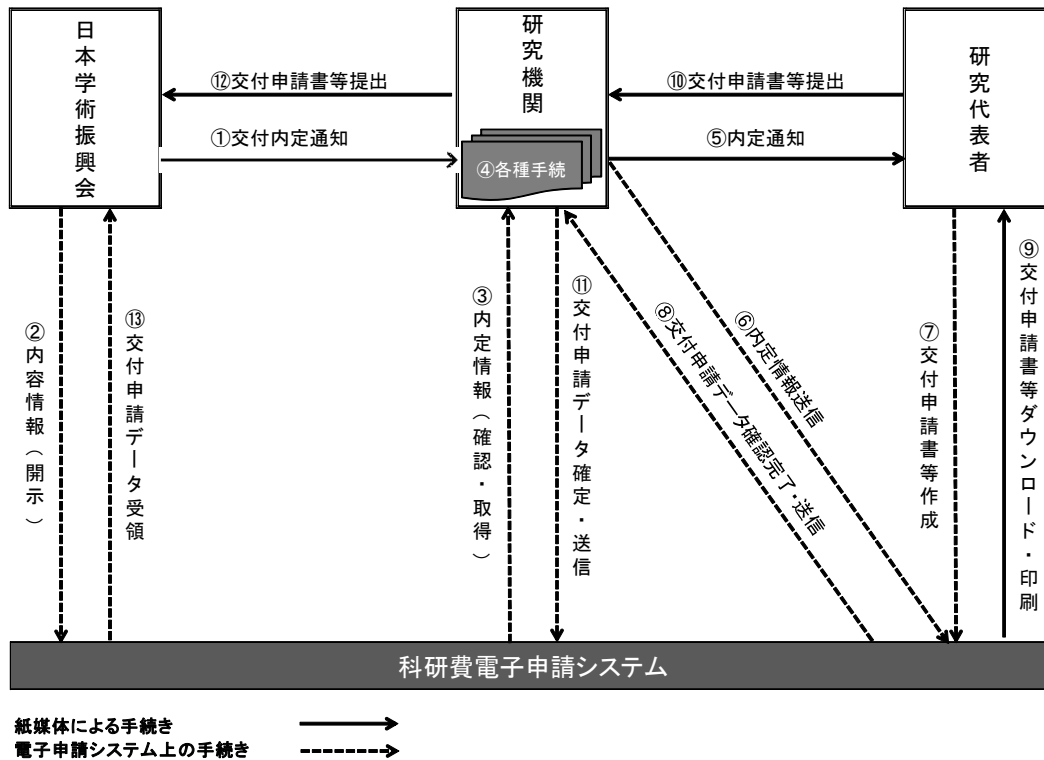 日本学術振興会
研究機関
研究代表者
⑫交付申請書等提出
⑩交付申請書等提出
①交付内定通知
⑤内定通知
④各種手続
②内容情報（開示）
⑬交付申請データ受領
③内定情報（確認・取得）
⑪交付申請データ確定・送信
⑧交付申請データ確認完了・送信
⑥内定情報送信
⑦交付申請書等作成
⑨交付申請書等ダウンロード・印刷
科研費電子申請システム
紙媒体による手続き
電子申請システム上の手続き